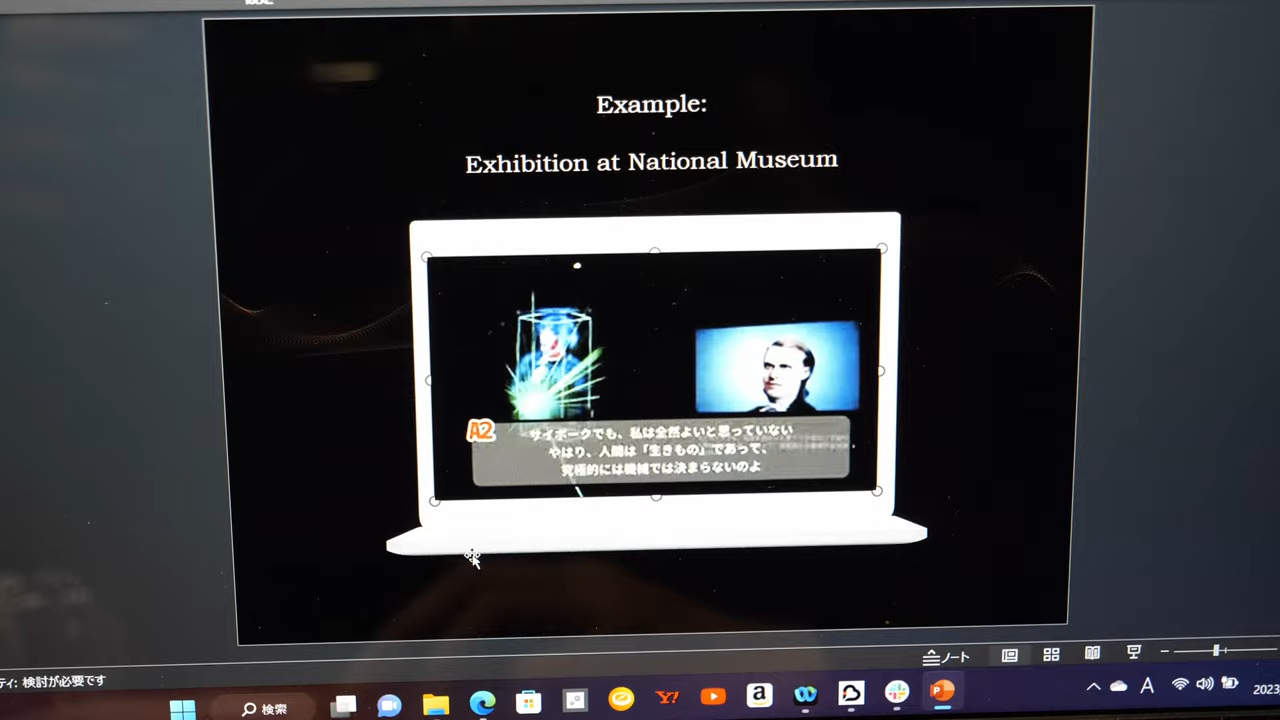 Example:
Exhibition at National Museum
A2
サイボーグでも、私は全然よいと思っていない
やはり、人間は「生きもの」であって、
究極的には機械では決まらないのよ
ノート
ティ: 検討が必要です
検索
Y!
a
A
2023